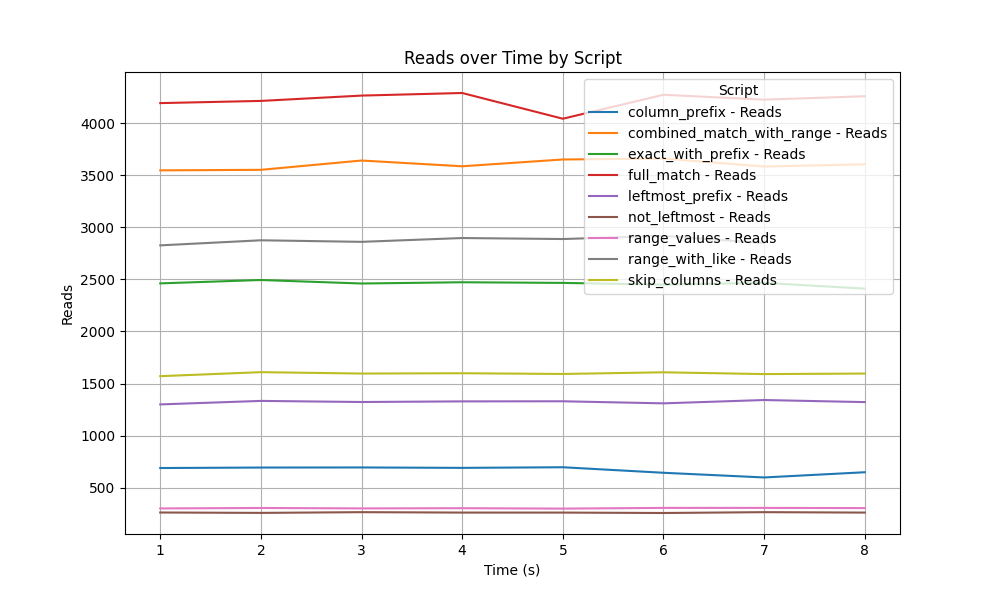 Reads over Time by Script
Reads
4000
3500
3000
2500
2000
1500
1000
500
Script
column_prefix - Reads
combined_match_with_range - Reads
exact_with_prefix - Reads
full_match - Reads
leftmost_prefix - Reads
not_leftmost - Reads
range_values - Reads
range_with_like - Reads
skip_columns - Reads
1 2 3 4 5 6 7 8
Time (s)